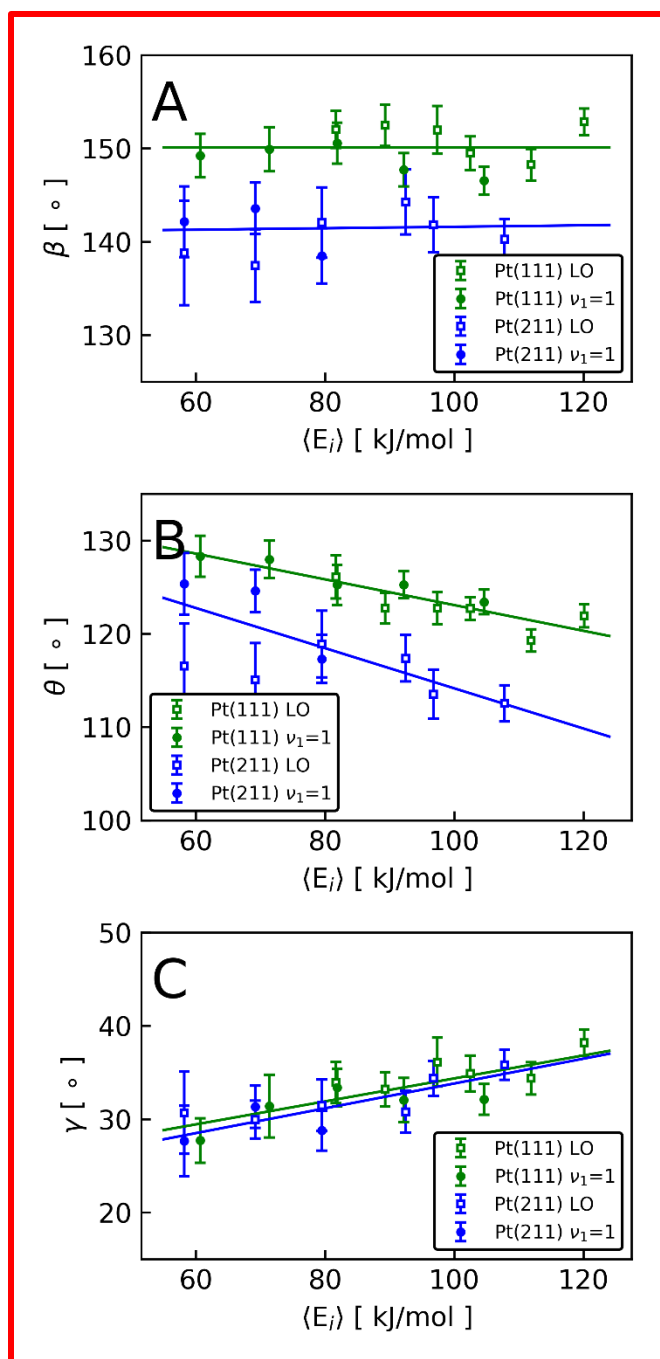 A
160
150
140
130
β [ ∘ ]
Pt(111) LO
Pt(111) ν₁=1
Pt(211) LO
Pt(211) ν₁=1
60 80 100 120
⟨Eᵢ⟩ [ kJ/mol ]
B
130
120
110
100
θ [ ∘ ]
Pt(111) LO
Pt(111) ν₁=1
Pt(211) LO
Pt(211) ν₁=1
60 80 100 120
⟨Eᵢ⟩ [ kJ/mol ]
C
50
40
30
20
γ [ ∘ ]
Pt(111) LO
Pt(111) ν₁=1
Pt(211) LO
Pt(211) ν₁=1
60 80 100 120
⟨Eᵢ⟩ [ kJ/mol ]